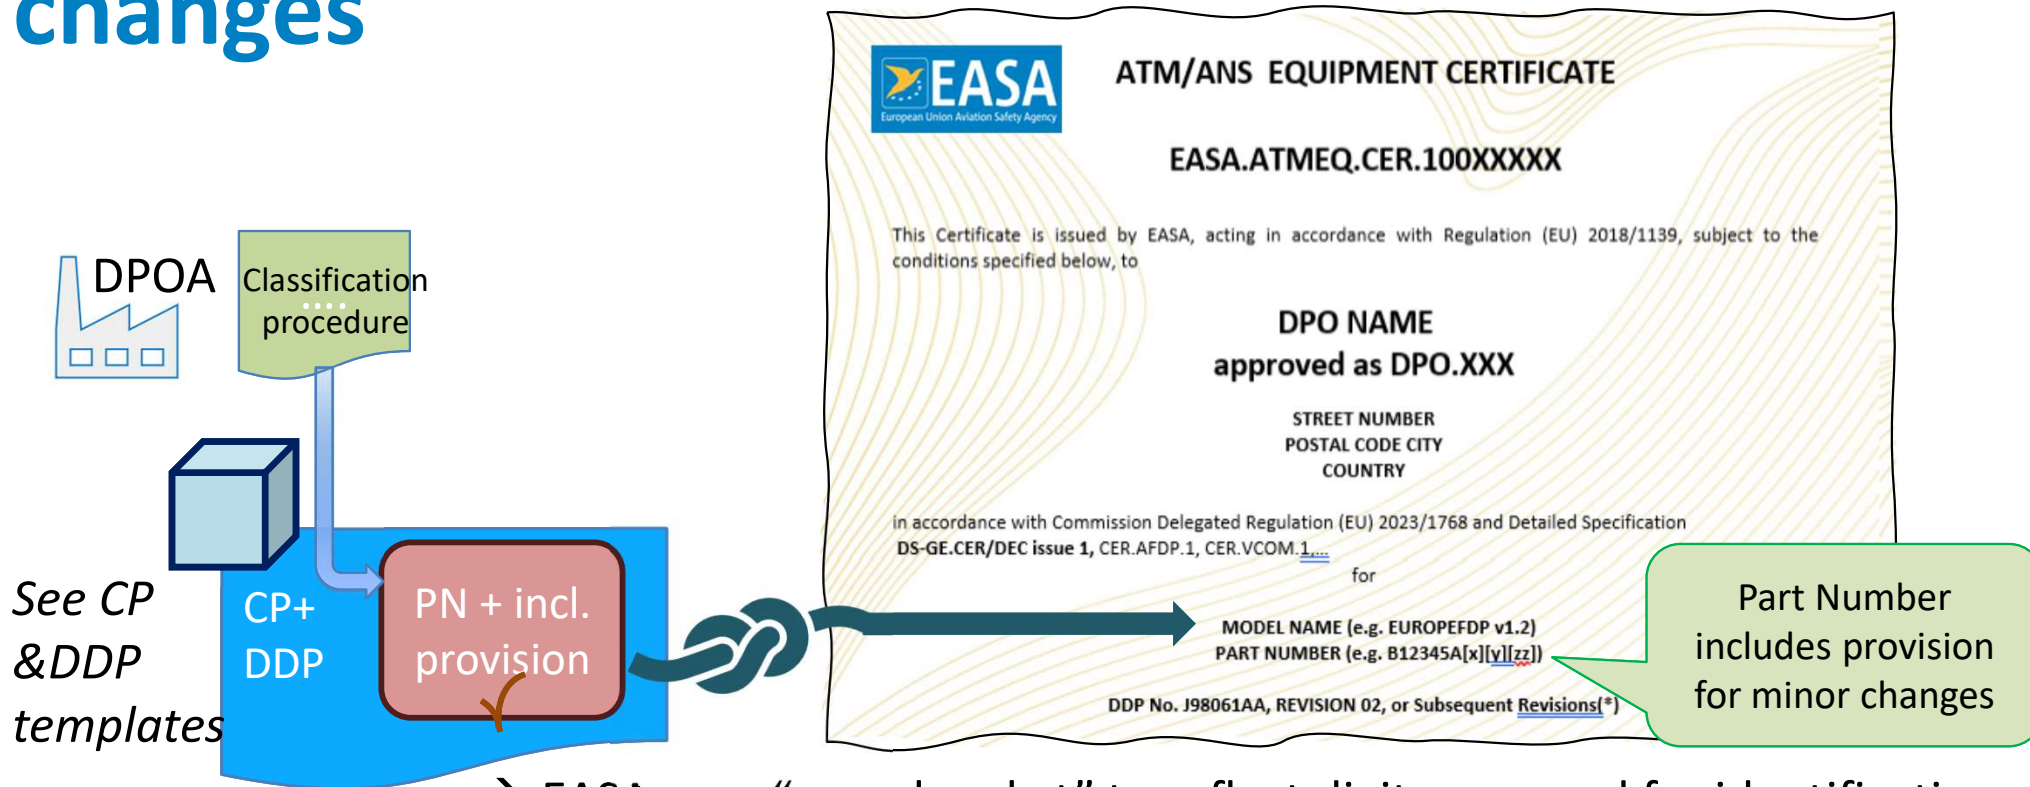 changes
EASA
European Union Aviation Safety Agency
ATM/ANS EQUIPMENT CERTIFICATE
EASA.ATMEQ.CER.100XXXXX
This Certificate is issued by EASA, acting in accordance with Regulation (EU) 2018/1139, subject to the
conditions specified below, to
DPO NAME
approved as DPO.XXX
STREET NUMBER
POSTAL CODE CITY
COUNTRY
in accordance with Commission Delegated Regulation (EU) 2023/1768 and Detailed Specification
DS-GE.CER/DEC issue 1, CER.AFDP.1, CER.VCOM.1,...
for
MODEL NAME (e.g. EUROPEFDP v1.2)
PART NUMBER (e.g. B12345A[x][y][zz])
DDP No. J98061AA, REVISION 02, or Subsequent Revisions(*)
Part Number
includes provision
for minor changes
DPOA
Classification
....
procedure
See CP
&DDP
templates
CP+
DDP
PN + incl.
provision